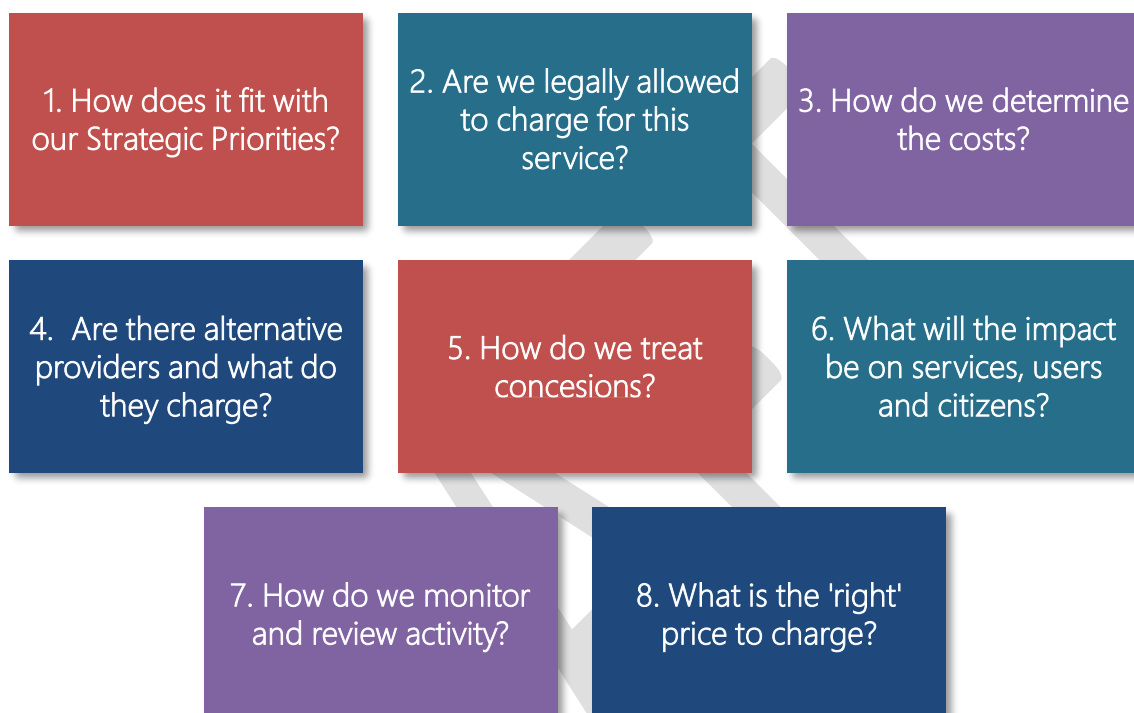 1. How does it fit with
our Strategic Priorities?
2. Are we legally allowed
to charge for this
service?
3. How do we determine
the costs?
4.  Are there alternative
providers and what do
they charge?
5. How do we treat
concesions?
6. What will the impact
be on services, users
and citizens?
7. How do we monitor
and review activity?
8. What is the 'right'
price to charge?